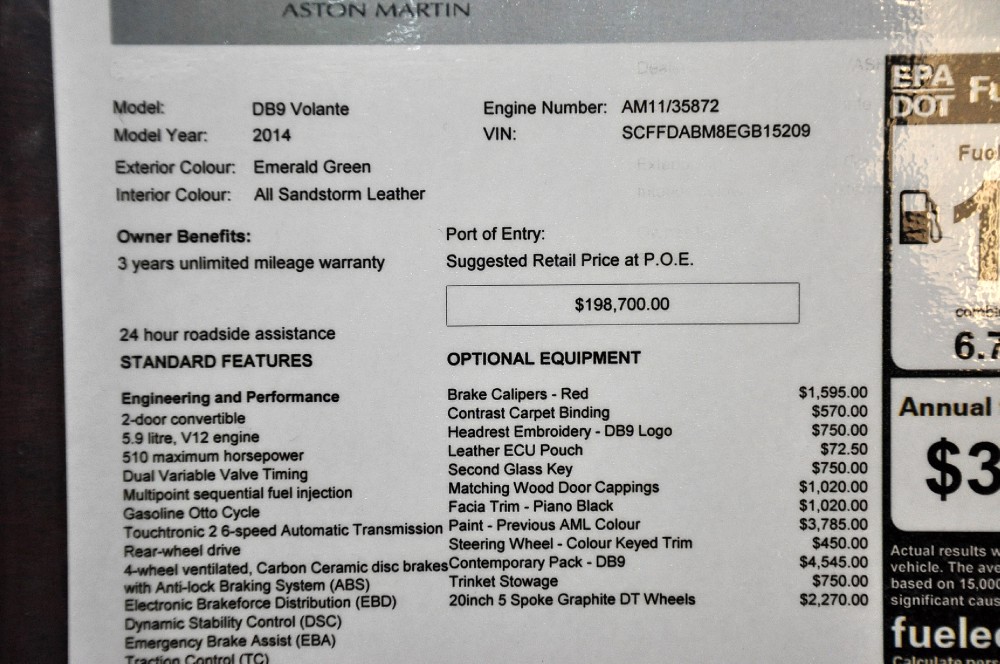 ASTON MARTIN
Model: DB9 Volante
Model Year: 2014
Exterior Colour: Emerald Green
Interior Colour: All Sandstorm Leather
Engine Number: AM11/35872
VIN: SCFFDABM8EGB15209
Owner Benefits:
3 years unlimited mileage warranty
24 hour roadside assistance
Port of Entry:
Suggested Retail Price at P.O.E.
$198,700.00
STANDARD FEATURES
Engineering and Performance
2-door convertible
5.9 litre, V12 engine
510 maximum horsepower
Dual Variable Valve Timing
Multipoint sequential fuel injection
Gasoline Otto Cycle
Touchtronic 2 6-speed Automatic Transmission
Rear-wheel drive
4-wheel ventilated, Carbon Ceramic disc brakes
with Anti-lock Braking System (ABS)
Electronic Brakeforce Distribution (EBD)
Dynamic Stability Control (DSC)
Emergency Brake Assist (EBA)
Traction Control (TC)
OPTIONAL EQUIPMENT
Brake Calipers - Red $1,595.00
Contrast Carpet Binding $570.00
Headrest Embroidery - DB9 Logo $750.00
Leather ECU Pouch $72.50
Second Glass Key $750.00
Matching Wood Door Cappings $1,020.00
Facia Trim - Piano Black $1,020.00
Paint - Previous AML Colour $3,785.00
Steering Wheel - Colour Keyed Trim $450.00
Contemporary Pack - DB9 $4,545.00
Trinket Stowage $750.00
20inch 5 Spoke Graphite DT Wheels $2,270.00
EPA
DOT
Annual
$3
Actual results
vehicle. The
based on 15,000
significant